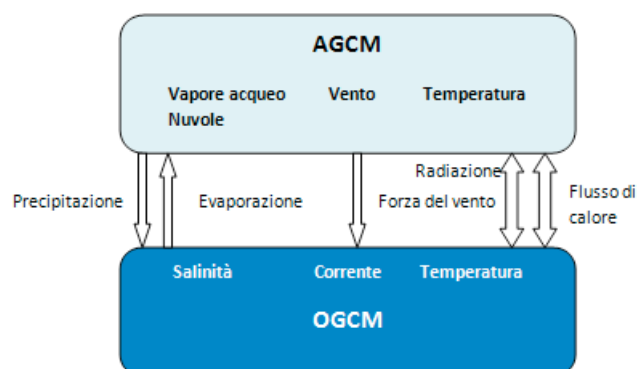 AGCM
Vapore acqueo Vento Temperatura
Nuvole
Radiazione
Precipitazione Evaporazione Forza del vento Flusso di
calore
Salinità Corrente Temperatura
OGCM